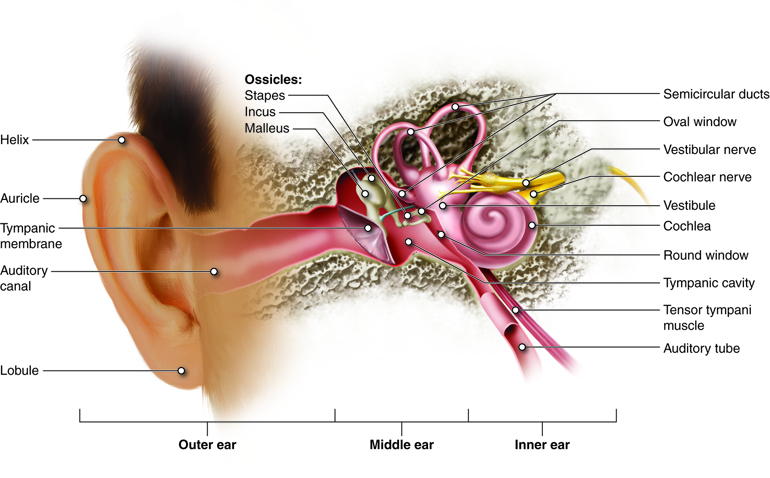 Ossicles:
Stapes
Incus
Malleus
Helix
Auricle
Tympanic
membrane
Auditory
canal
Lobule
Semicircular ducts
Oval window
Vestibular nerve
Cochlear nerve
Vestibule
Cochlea
Round window
Tympanic cavity
Tensor tympani
muscle
Auditory tube
Outer ear
Middle ear
Inner ear